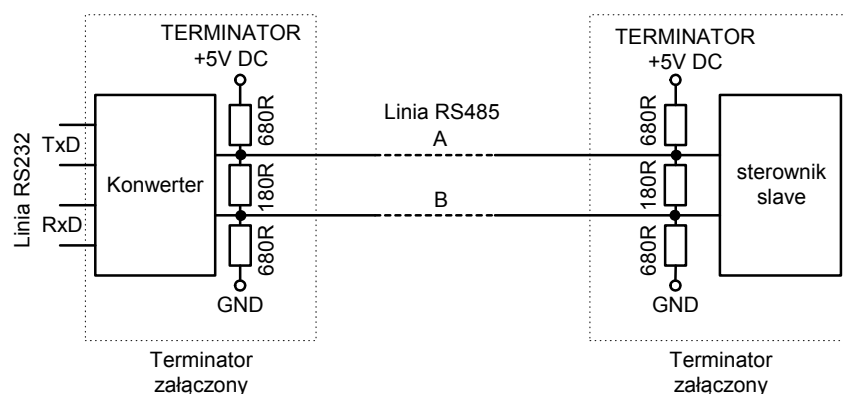 TERMINATOR
+5V DC
680R
180R
680R
GND
Linia RS232
TxD
RxD
Konwerter
Terminator
załączony
Linia RS485
A
B
TERMINATOR
+5V DC
680R
180R
680R
GND
sterownik
slave
Terminator
załączony